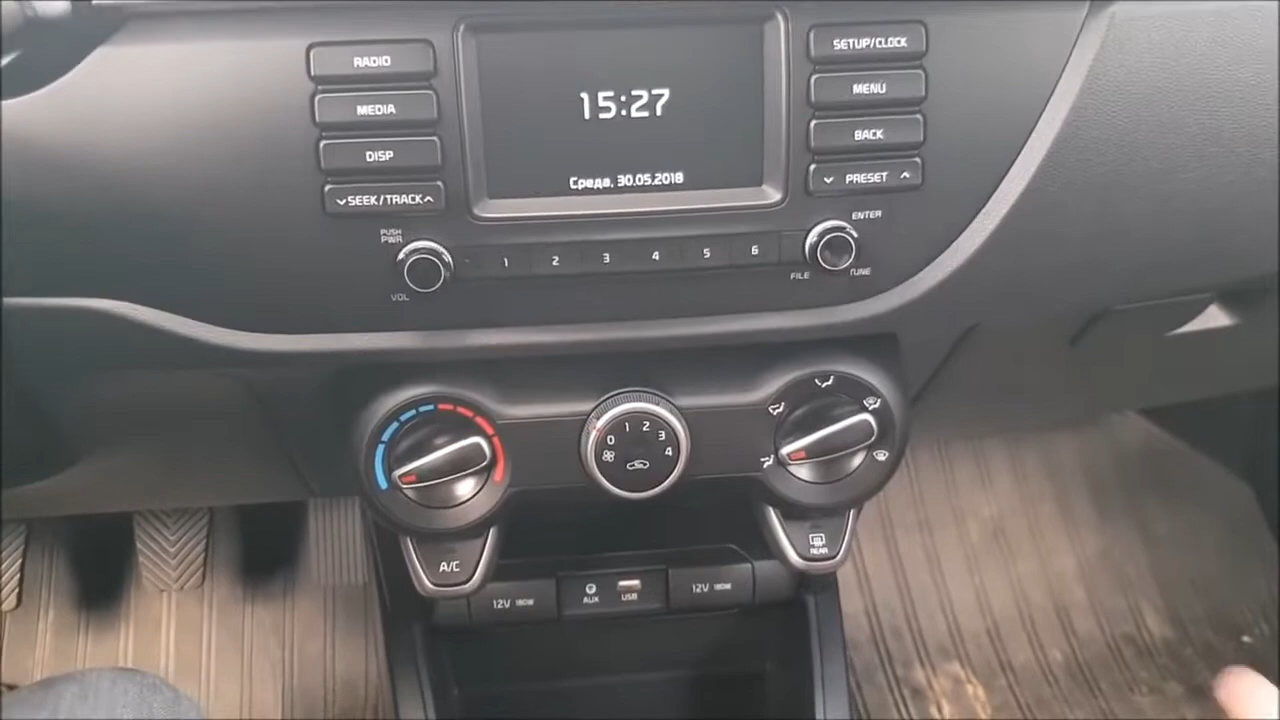 RADIO
MEDIA
DISP
SEEK/TRACK
PUSH
PWR
VOL
15:27
Среда, 30.05.2018
SETUP/CLOCK
MENU
BACK
PRESET
ENTER
FILE
TUNE
1 2 3 4 5 6
0 1 2 3 4
A/C
REAR
12V 180W
AUX
USB
12V 180W